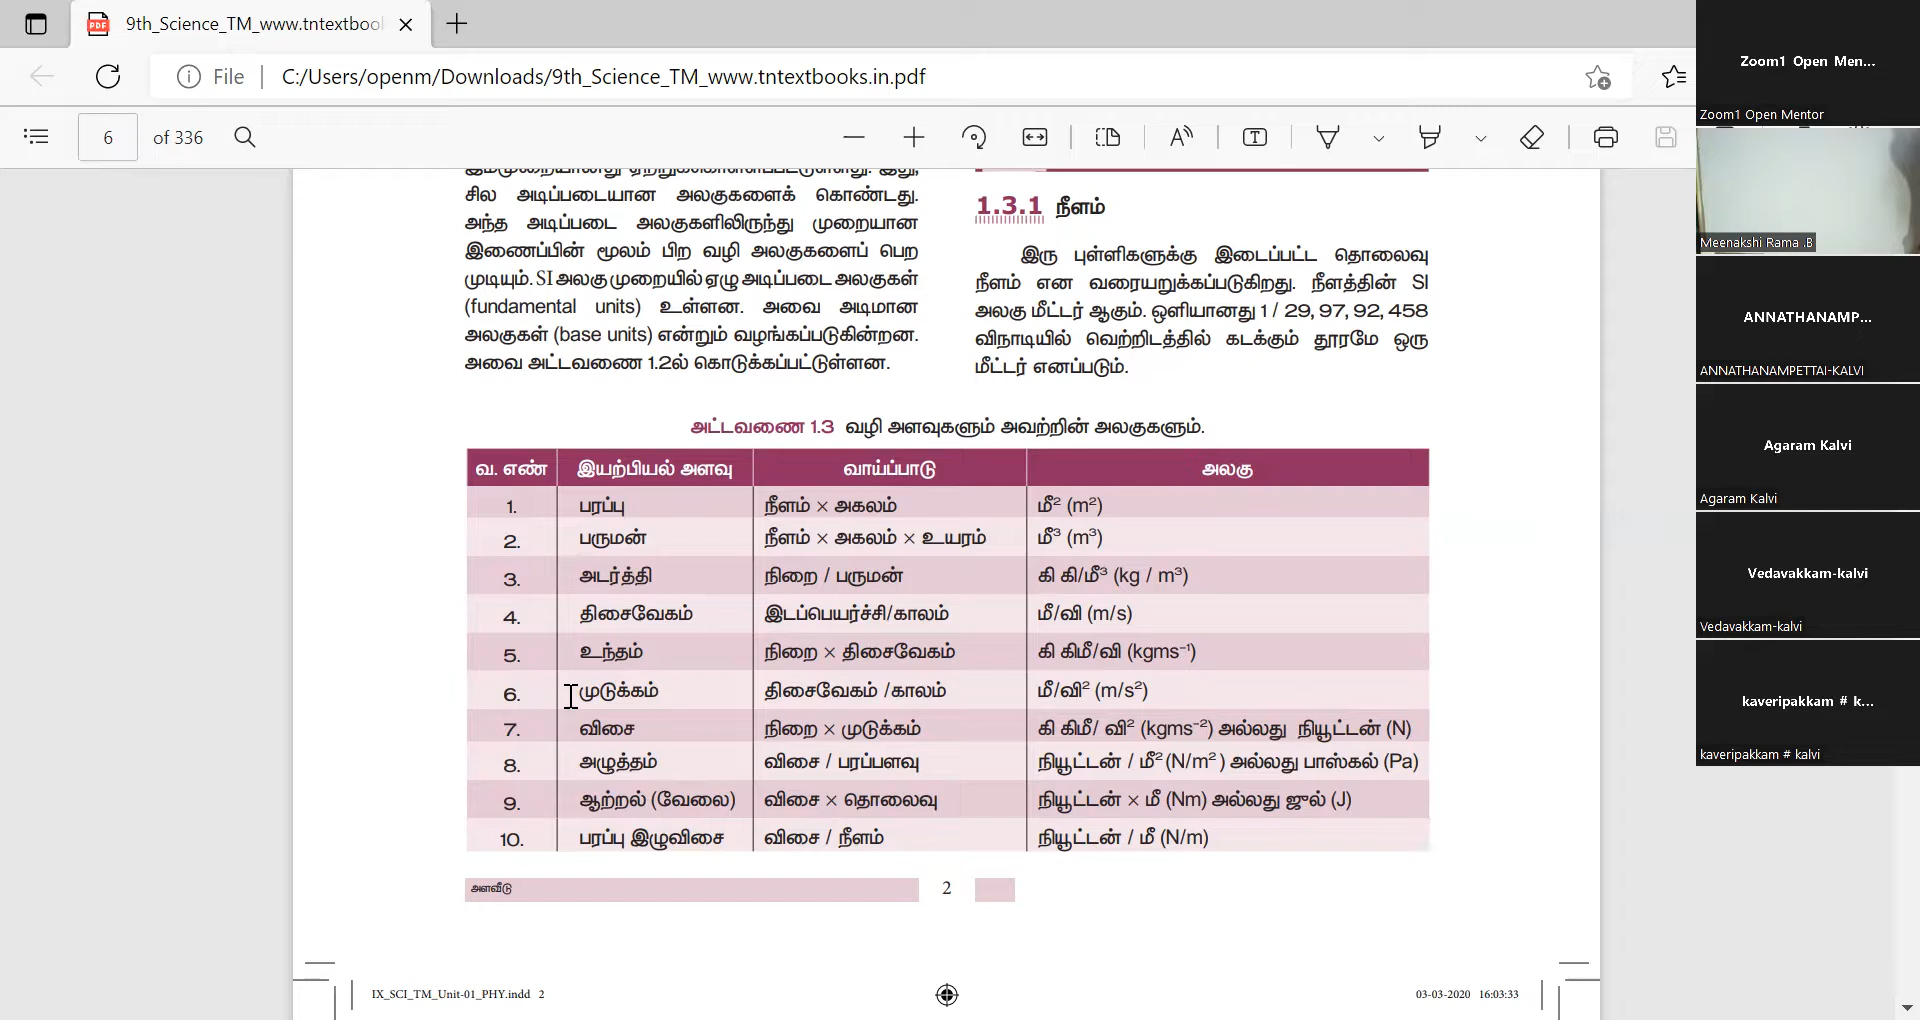 9th_Science_TM_www.tntextboo
File
C:/Users/openm/Downloads/9th_Science_TM_www.tntextbooks.in.pdf
6 of 336
சில அடிப்படையான அலகுகளைக் கொண்டது.
அந்த அடிப்படை அலகுகளிலிருந்து முறையான
இணைப்பின் மூலம் பிற வழி அலகுகளைப் பெற
முடியும். SI அலகு முறையில் ஏழு அடிப்படை அலகுகள்
(fundamental units) உள்ளன. அவை அடிமான
அலகுகள் (base units) என்றும் வழங்கப்படுகின்றன.
அவை அட்டவணை 1.2ல் கொடுக்கப்பட்டுள்ளன.
1.3.1 நீளம்
இரு புள்ளிகளுக்கு இடைப்பட்ட தொலைவு
நீளம் என வரையறுக்கப்படுகிறது. நீளத்தின் SI
அலகு மீட்டர் ஆகும். ஒளியானது 1 / 29, 97, 92, 458
விநாடியில் வெற்றிடத்தில் கடக்கும் தூரமே ஒரு
மீட்டர் எனப்படும்.
அட்டவணை 1.3 வழி அளவுகளும் அவற்றின் அலகுகளும்.
வ. எண் இயற்பியல் அளவு வாய்ப்பாடு அலகு
1. பரப்பு நீளம் × அகலம் மீ² (m²)
2. பருமன் நீளம் × அகலம் × உயரம் மீ³ (m³)
3. அடர்த்தி நிறை / பருமன் கி கி/மீ³ (kg / m³)
4. திசைவேகம் இடப்பெயர்ச்சி/காலம் மீ/வி (m/s)
5. உந்தம் நிறை × திசைவேகம் கி கிமீ/வி (kgms⁻¹)
6. முடுக்கம் திசைவேகம் /காலம் மீ/வி² (m/s²)
7. விசை நிறை × முடுக்கம் கி கிமீ/ வி² (kgms⁻²) அல்லது நியூட்டன் (N)
8. அழுத்தம் விசை / பரப்பளவு நியூட்டன் / மீ² (N/m² ) அல்லது பாஸ்கல் (Pa)
9. ஆற்றல் (வேலை) விசை × தொலைவு நியூட்டன் × மீ (Nm) அல்லது ஜுல் (J)
10. பரப்பு இழுவிசை விசை / நீளம் நியூட்டன் / மீ (N/m)
அளவீடு 2
IX_SCI_TM_Unit-01_PHY.indd 2
03-03-2020 16:03:33
Zoom1 Open Men...
Zoom1 Open Mentor
Meenakshi Rama .B
ANNATHANAMP...
ANNATHANAMPETTAI-KALVI
Agaram Kalvi
Agaram Kalvi
Vedavakkam-kalvi
Vedavakkam-kalvi
kaveripakkam # k...
kaveripakkam # kalvi